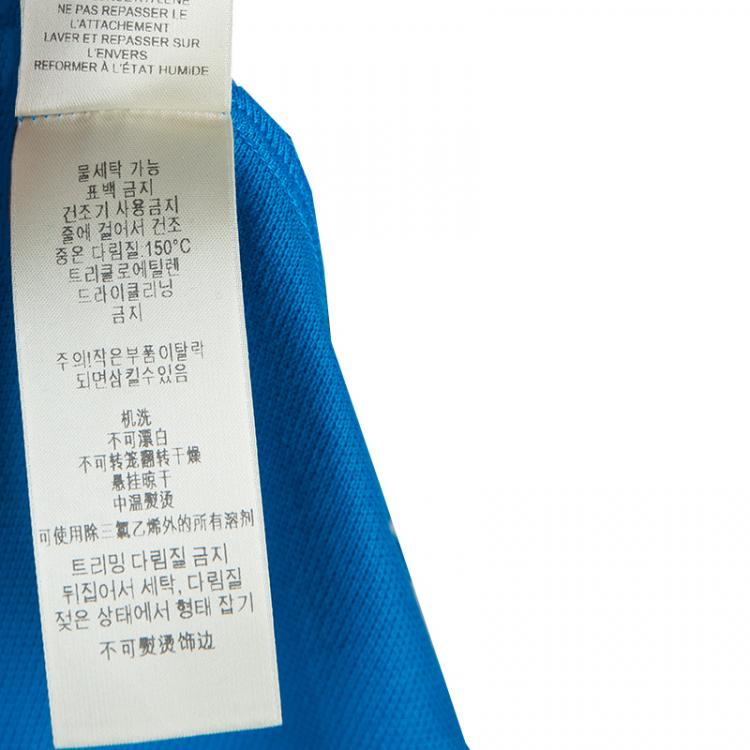 NE PAS REPASSER LE
L'ATTACHEMENT
LAVER ET REPASSER SUR
L'ENVERS
REFORMER À L'ÉTAT HUMIDE
물세탁 가능
표백 금지
건조기 사용금지
줄에 걸어서 건조
중온 다림질:150°C
트리클로에틸렌
드라이클리닝
금지
주의!작은부품이탈락
되면삼킬수있음
机洗
不可漂白
不可转笼翻转干燥
悬挂晾干
中温熨烫
可使用除三氯乙烯外的所有溶剂
트리밍 다림질 금지
뒤집어서 세탁, 다림질
젖은 상태에서 형태 잡기
不可熨烫饰边